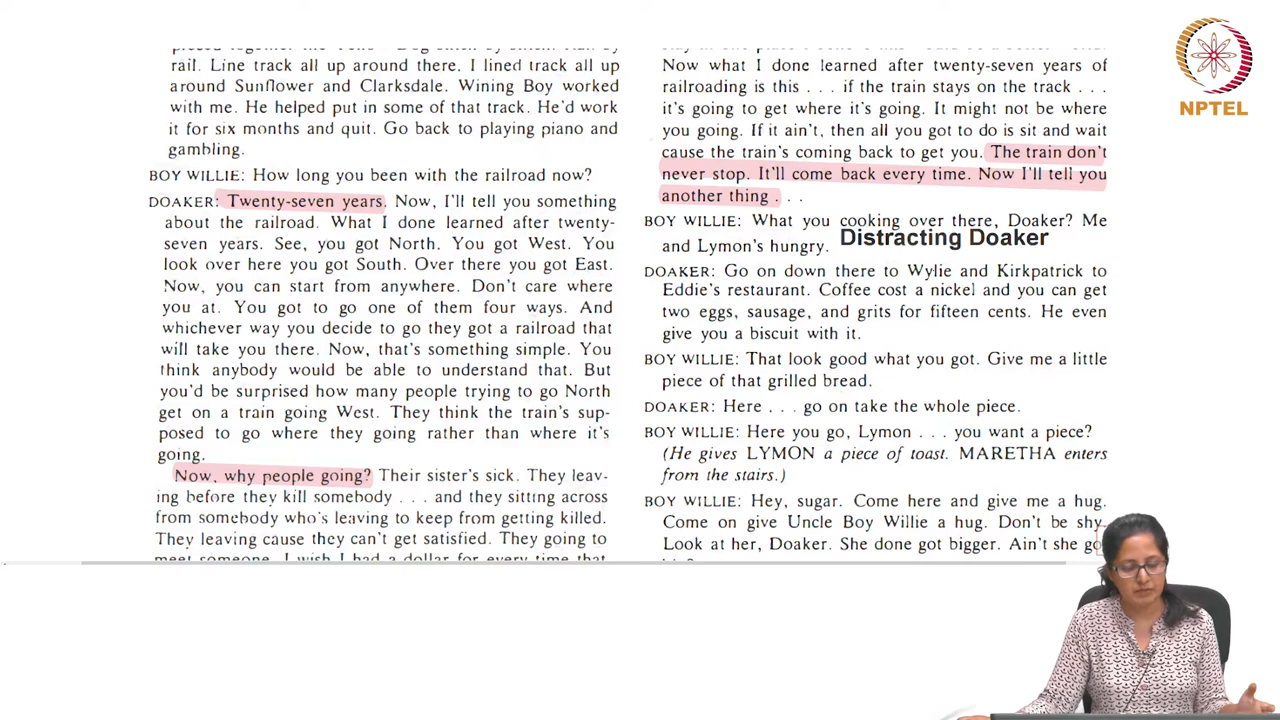 rail. Line track all up around there. I lined track all up
around Sunflower and Clarksdale. Wining Boy worked
with me. He helped put in some of that track. He'd work
it for six months and quit. Go back to playing piano and
gambling.
BOY WILLIE: How long you been with the railroad now?
DOAKER: Twenty-seven years. Now, I'll tell you something
about the railroad. What I done learned after twenty-
seven years. See, you got North. You got West. You
look over here you got South. Over there you got East.
Now, you can start from anywhere. Don't care where
you at. You got to go one of them four ways. And
whichever way you decide to go they got a railroad that
will take you there. Now, that's something simple. You
think anybody would be able to understand that. But
you'd be surprised how many people trying to go North
get on a train going West. They think the train's sup-
posed to go where they going rather than where it's
going.
Now, why people going? Their sister's sick. They leav-
ing before they kill somebody . . . and they sitting across
from somebody who's leaving to keep from getting killed.
They leaving cause they can't get satisfied. They going to
meet someone. I wish I had a dollar for every time that
Now what I done learned after twenty-seven years of
railroading is this . . . if the train stays on the track . . .
it's going to get where it's going. It might not be where
you going. If it ain't, then all you got to do is sit and wait
cause the train's coming back to get you. The train don't
never stop. It'll come back every time. Now I'll tell you
another thing . . .
BOY WILLIE: What you cooking over there, Doaker? Me
and Lymon's hungry.
Distracting Doaker
DOAKER: Go on down there to Wylie and Kirkpatrick to
Eddie's restaurant. Coffee cost a nickel and you can get
two eggs, sausage, and grits for fifteen cents. He even
give you a biscuit with it.
BOY WILLIE: That look good what you got. Give me a little
piece of that grilled bread.
DOAKER: Here . . . go on take the whole piece.
BOY WILLIE: Here you go, Lymon . . . you want a piece?
(He gives LYMON a piece of toast. MARETHA enters
from the stairs.)
BOY WILLIE: Hey, sugar. Come here and give me a hug.
Come on give Uncle Boy Willie a hug. Don't be shy.
Look at her, Doaker. She done got bigger. Ain't she go
NPTEL